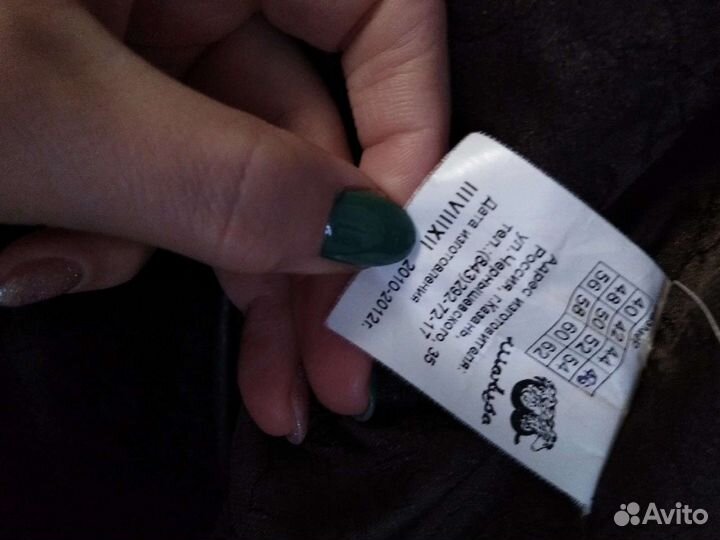 40 42 44 46
48 50 52 54
56 58 60 62
Адрес изготовителя:
Россия, г.Казань,
ул. Чернышевского, 35
тел.:(843)292-72-17
Дата изготовления
IIIVIIIXII 2010-2012г.
Avito